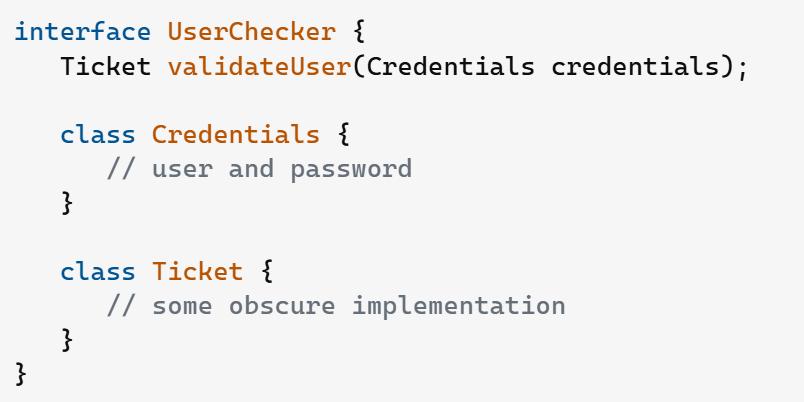 interface UserChecker {
   Ticket validateUser(Credentials credentials);

   class Credentials {
      // user and password
   }

   class Ticket {
      // some obscure implementation
   }
}